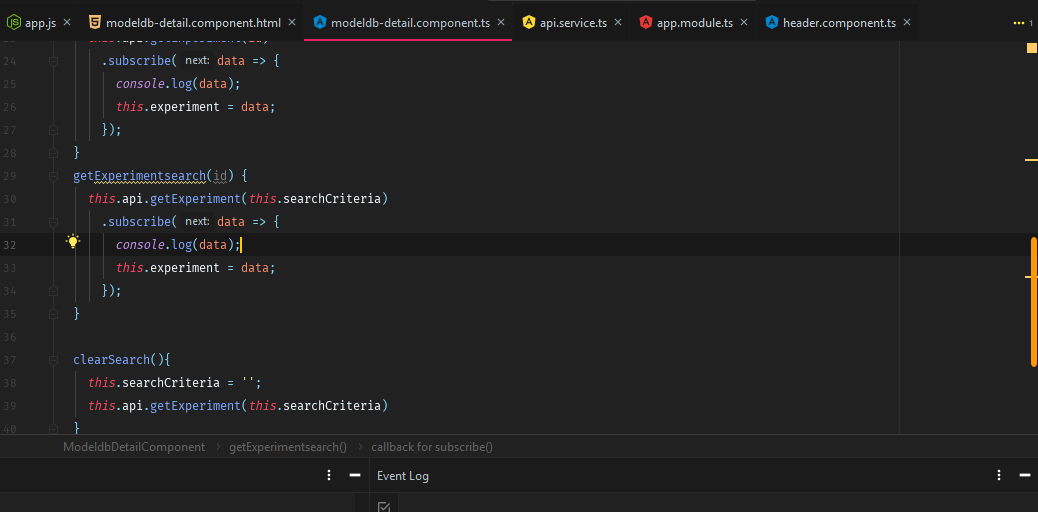 app.js × modeldb-detail.component.html × modeldb-detail.component.ts × api.service.ts × app.module.ts × header.component.ts × 1
24 .subscribe( next: data => {
25 console.log(data);
26 this.experiment = data;
27 });
28 }
29 getExperimentsearch(id) {
30 this.api.getExperiment(this.searchCriteria)
31 .subscribe( next: data => {
32 console.log(data);
33 this.experiment = data;
34 });
35 }
36
37 clearSearch(){
38 this.searchCriteria = '';
39 this.api.getExperiment(this.searchCriteria)
40 }
ModeldbDetailComponent › getExperimentsearch() › callback for subscribe()
Event Log